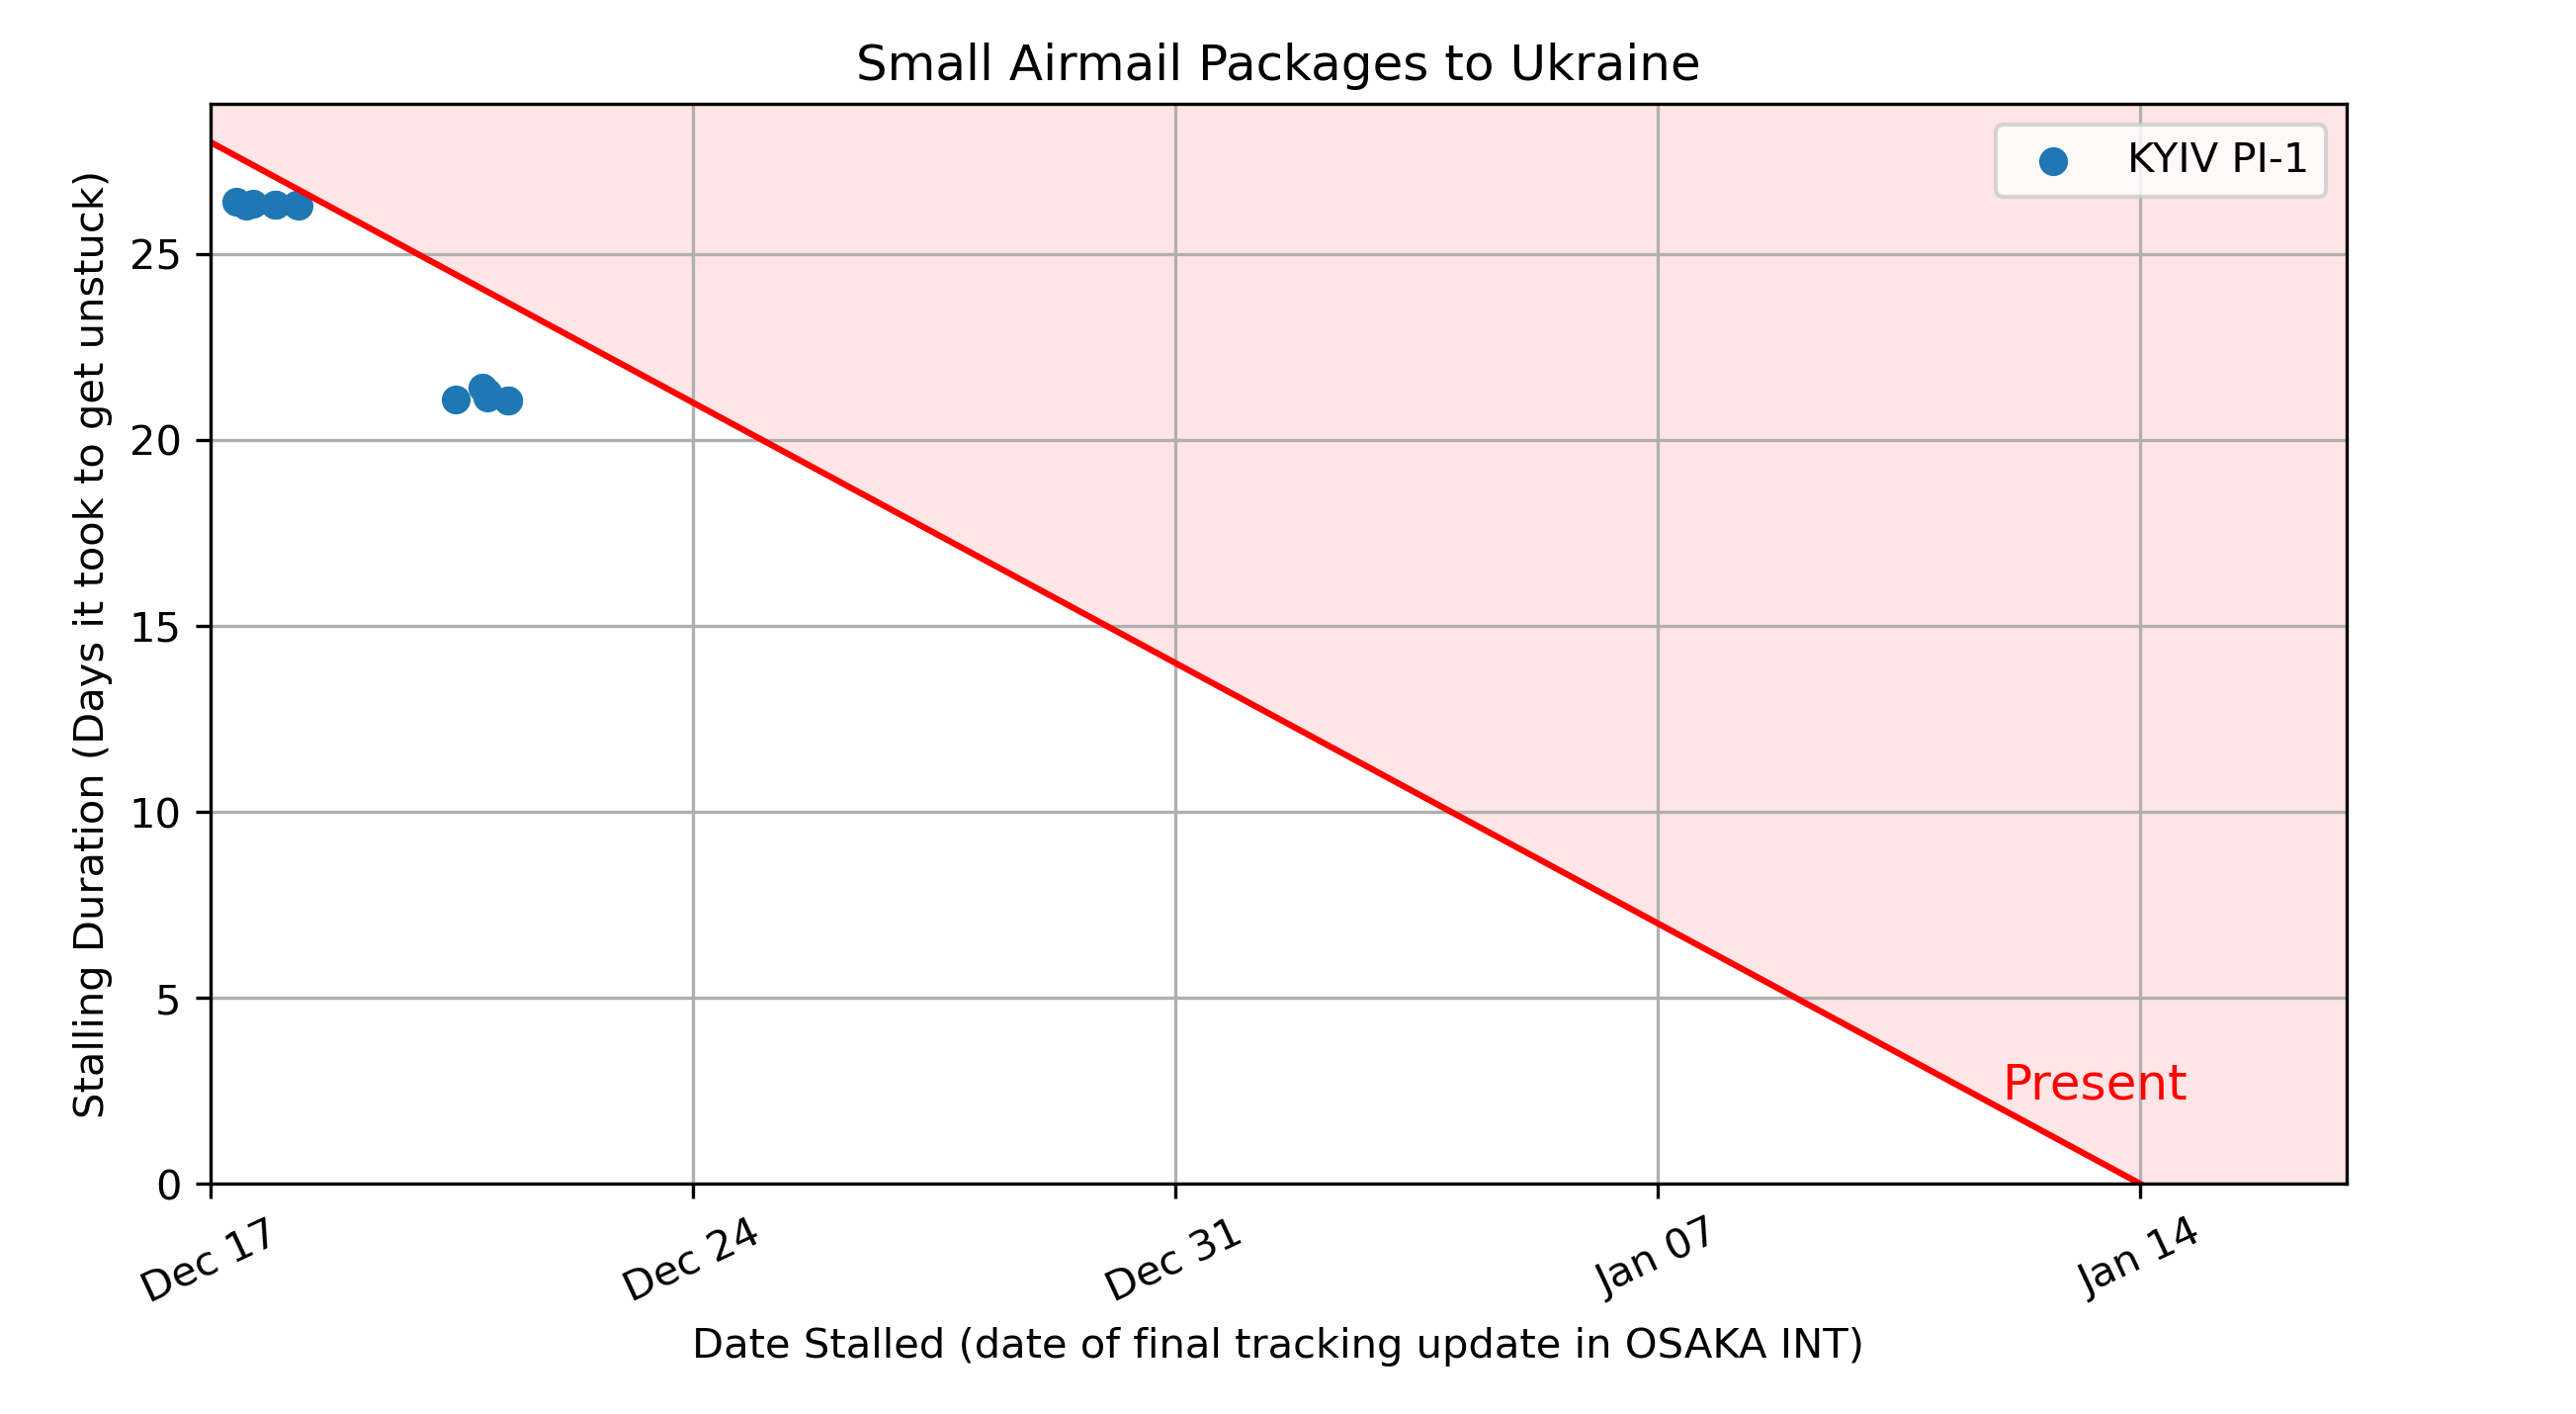 Small Airmail Packages to Ukraine
KYIV PI-1
Stalling Duration (Days it took to get unstuck)
25
20
15
10
5
0
Present
Dec 17
Dec 24
Dec 31
Jan 07
Jan 14
Date Stalled (date of final tracking update in OSAKA INT)